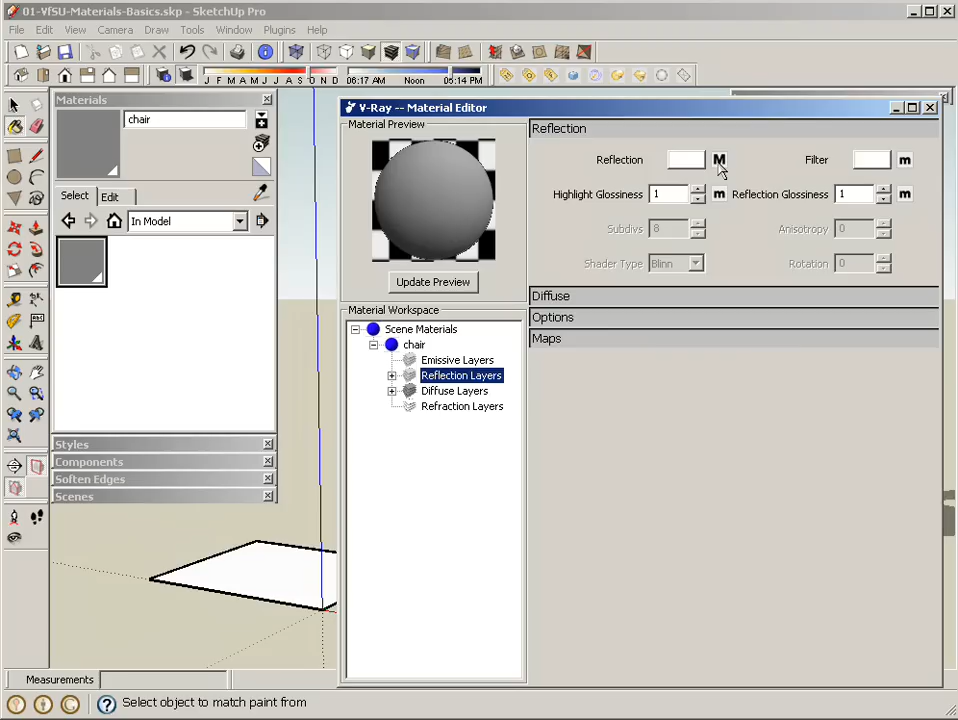 01-VfSU-Materials-Basics.skp - SketchUp Pro
File Edit View Camera Draw Tools Window Plugins Help
J F M A M J J A S O N D 06:17 AM Noon 05:14 PM
Materials
chair
Select Edit
In Model
Styles
Components
Soften Edges
Scenes
V-Ray -- Material Editor
Material Preview
Update Preview
Material Workspace
Scene Materials
chair
Emissive Layers
Reflection Layers
Diffuse Layers
Refraction Layers
Reflection
Reflection M Filter m
Highlight Glossiness 1 m Reflection Glossiness 1 m
Subdivs 8 Anisotropy 0
Shader Type Blinn Rotation 0
Diffuse
Options
Maps
Measurements
Select object to match paint from